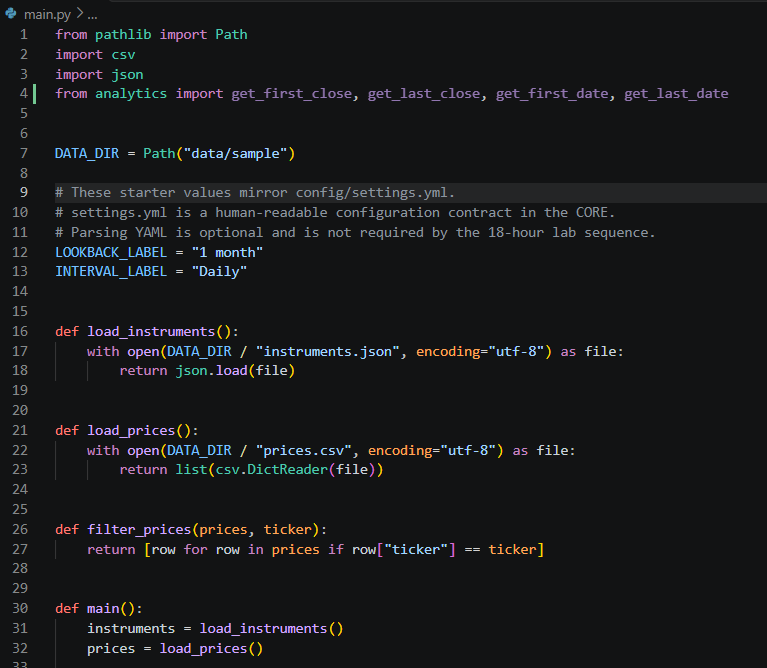 main.py > ...
1 from pathlib import Path
2 import csv
3 import json
4 from analytics import get_first_close, get_last_close, get_first_date, get_last_date
5
6
7 DATA_DIR = Path("data/sample")
8
9 # These starter values mirror config/settings.yml.
10 # settings.yml is a human-readable configuration contract in the CORE.
11 # Parsing YAML is optional and is not required by the 18-hour lab sequence.
12 LOOKBACK_LABEL = "1 month"
13 INTERVAL_LABEL = "Daily"
14
15
16 def load_instruments():
17     with open(DATA_DIR / "instruments.json", encoding="utf-8") as file:
18         return json.load(file)
19
20
21 def load_prices():
22     with open(DATA_DIR / "prices.csv", encoding="utf-8") as file:
23         return list(csv.DictReader(file))
24
25
26 def filter_prices(prices, ticker):
27     return [row for row in prices if row["ticker"] == ticker]
28
29
30 def main():
31     instruments = load_instruments()
32     prices = load_prices()
33